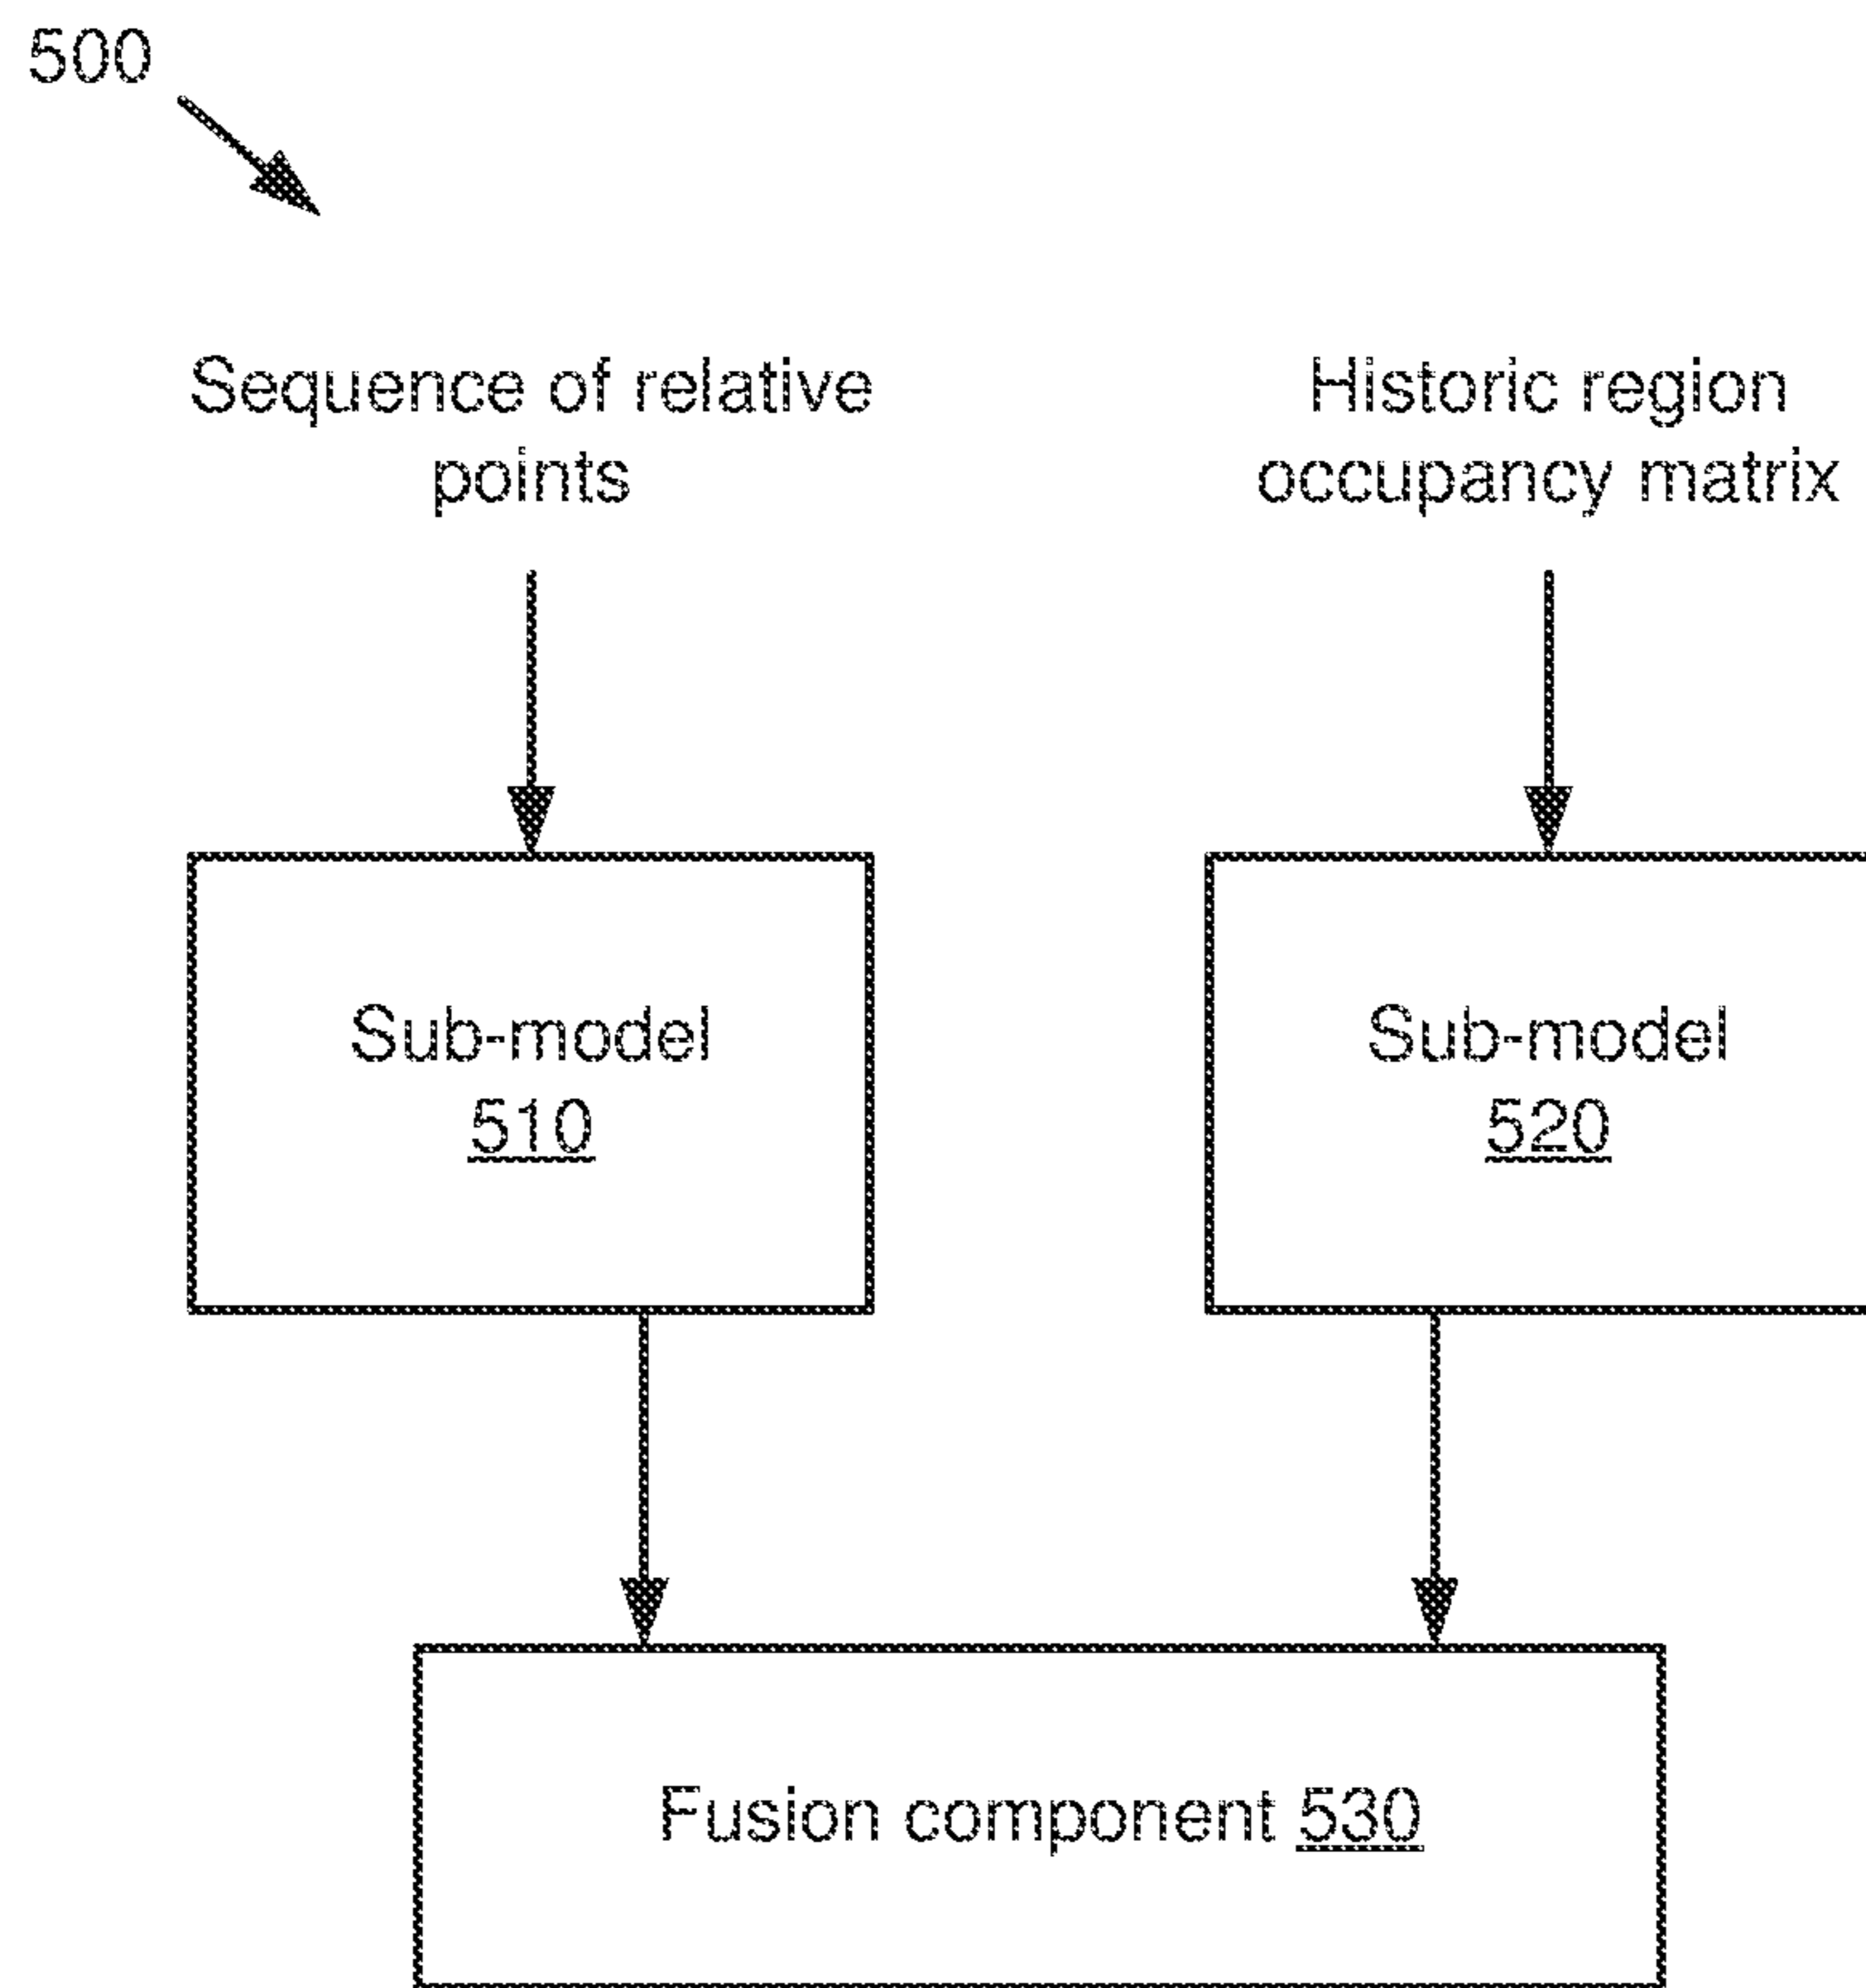 500
Sequence of relative
points
Historic region
occupancy matrix
Sub-model
510
Sub-model
520
Fusion component 530